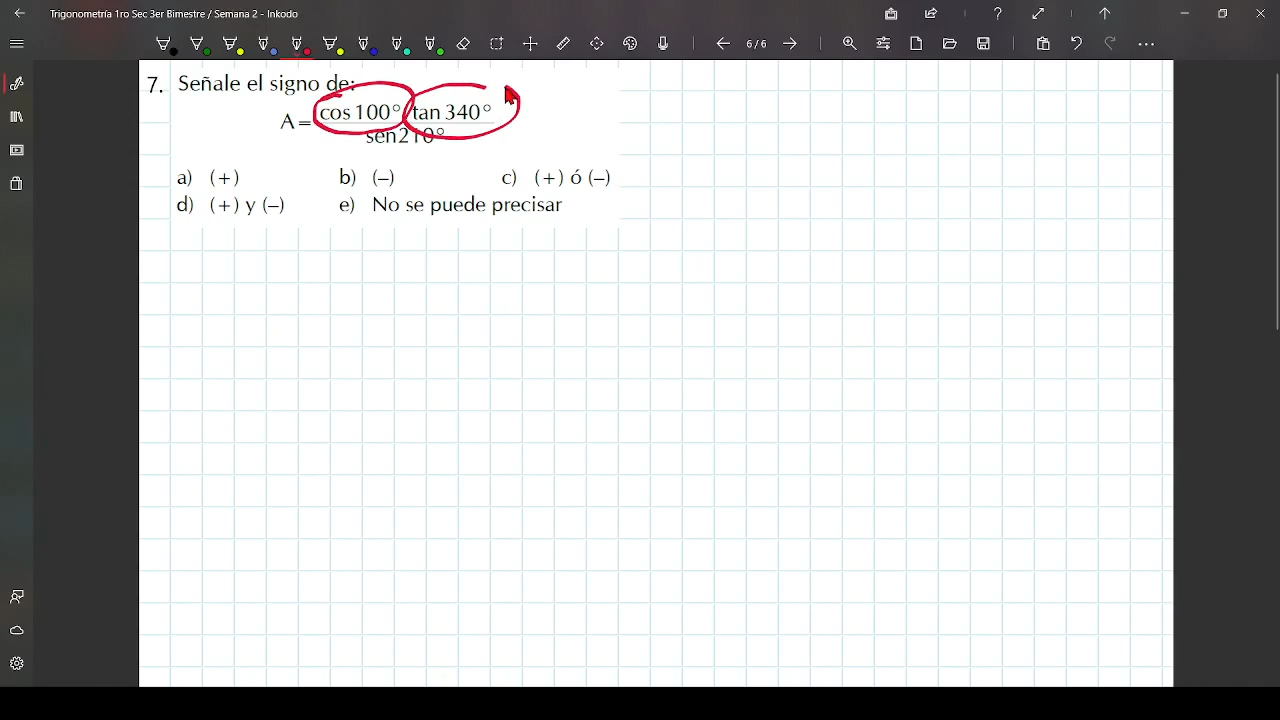 Trigonometría 1ro Sec 3er Bimestre / Semana 2 - Inkodo
6/6
7. Señale el signo de:
cos 100° tan 340°
A =
sen210°
a) (+) b) (–) c) (+) ó (–)
d) (+) y (–) e) No se puede precisar